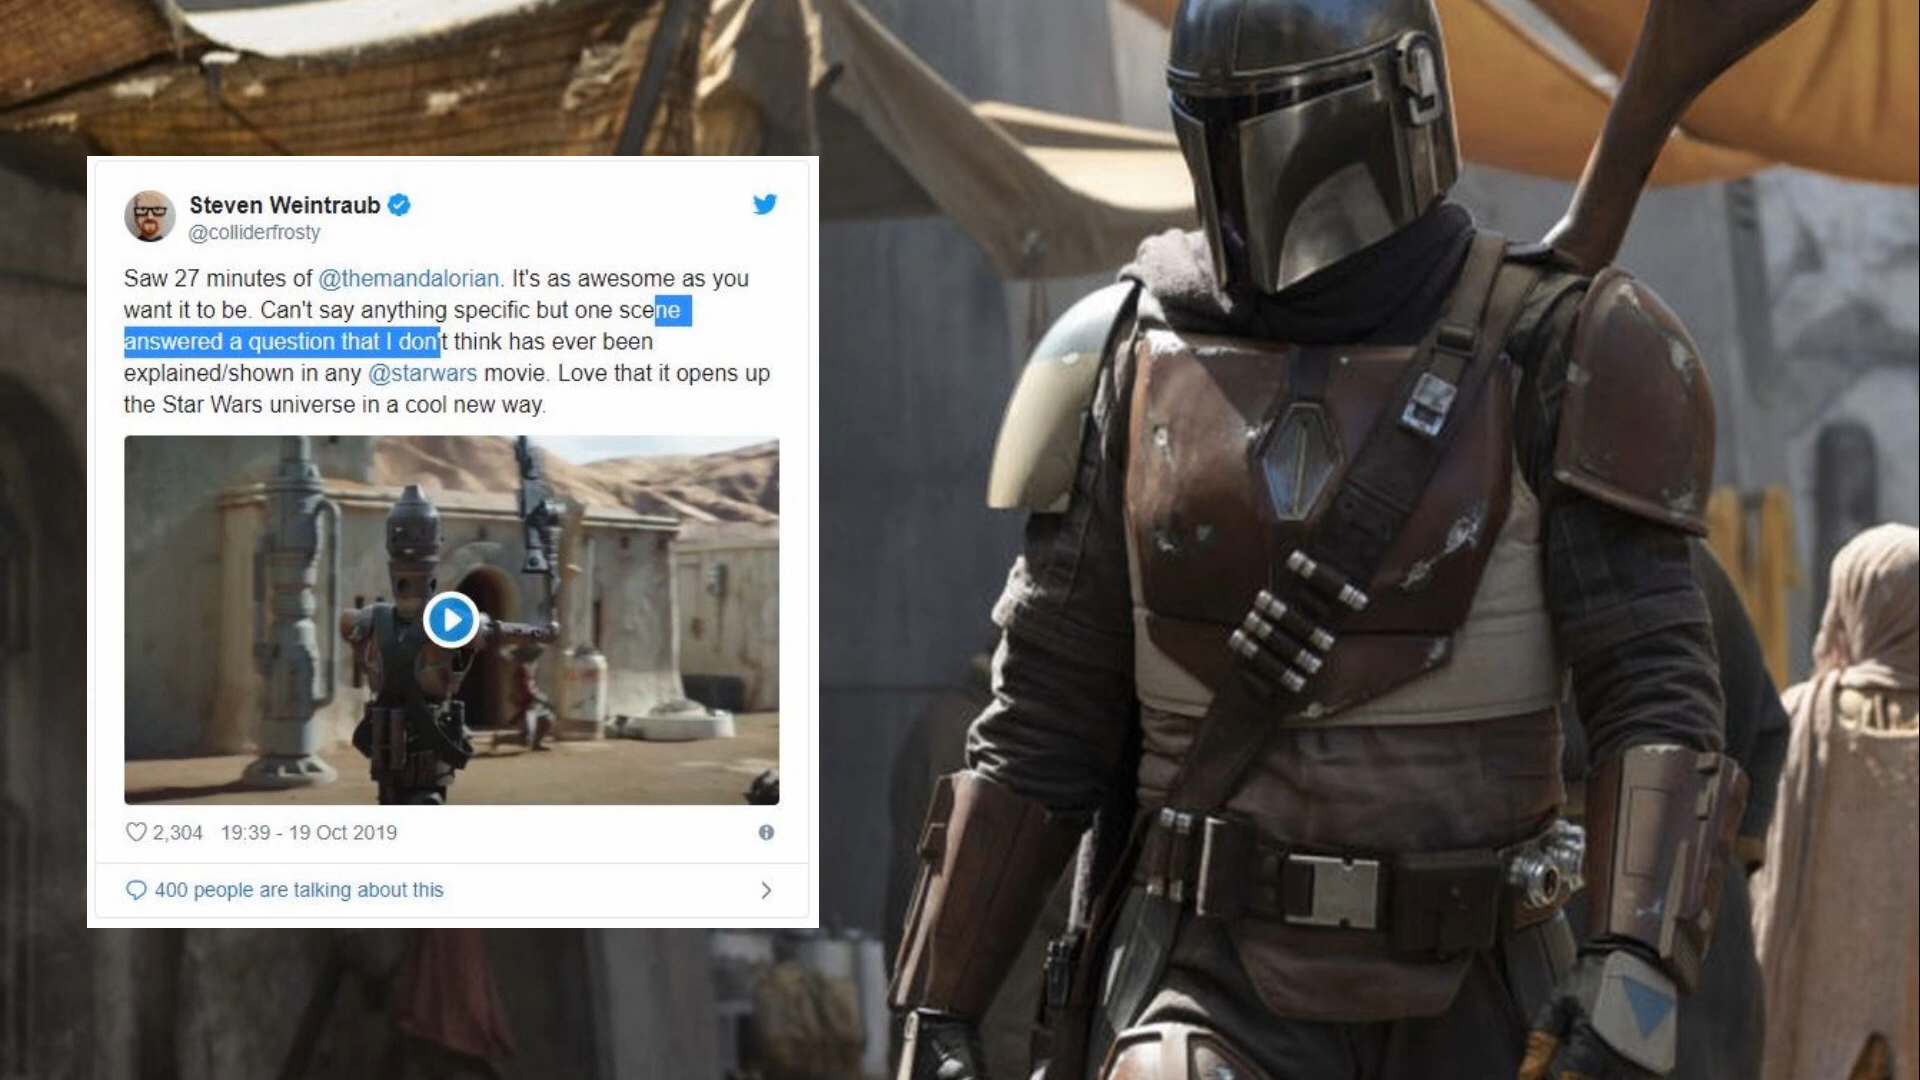 Steven Weintraub
@colliderfrosty
Saw 27 minutes of @themandalorian. It's as awesome as you
want it to be. Can't say anything specific but one scene
answered a question that I don't think has ever been
explained/shown in any @starwars movie. Love that it opens up
the Star Wars universe in a cool new way.
2,304 19:39 - 19 Oct 2019
400 people are talking about this